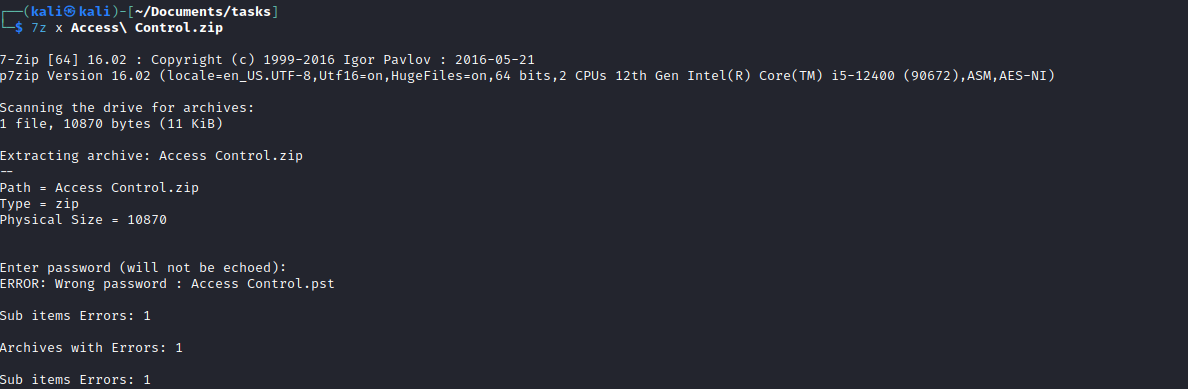 ┌──(kali㉿kali)-[~/Documents/tasks]
└─$ 7z x Access\ Control.zip
7-Zip [64] 16.02 : Copyright (c) 1999-2016 Igor Pavlov : 2016-05-21
p7zip Version 16.02 (locale=en_US.UTF-8,Utf16=on,HugeFiles=on,64 bits,2 CPUs 12th Gen Intel(R) Core(TM) i5-12400 (90672),ASM,AES-NI)
Scanning the drive for archives:
1 file, 10870 bytes (11 KiB)
Extracting archive: Access Control.zip
--
Path = Access Control.zip
Type = zip
Physical Size = 10870
Enter password (will not be echoed):
ERROR: Wrong password : Access Control.pst
Sub items Errors: 1
Archives with Errors: 1
Sub items Errors: 1